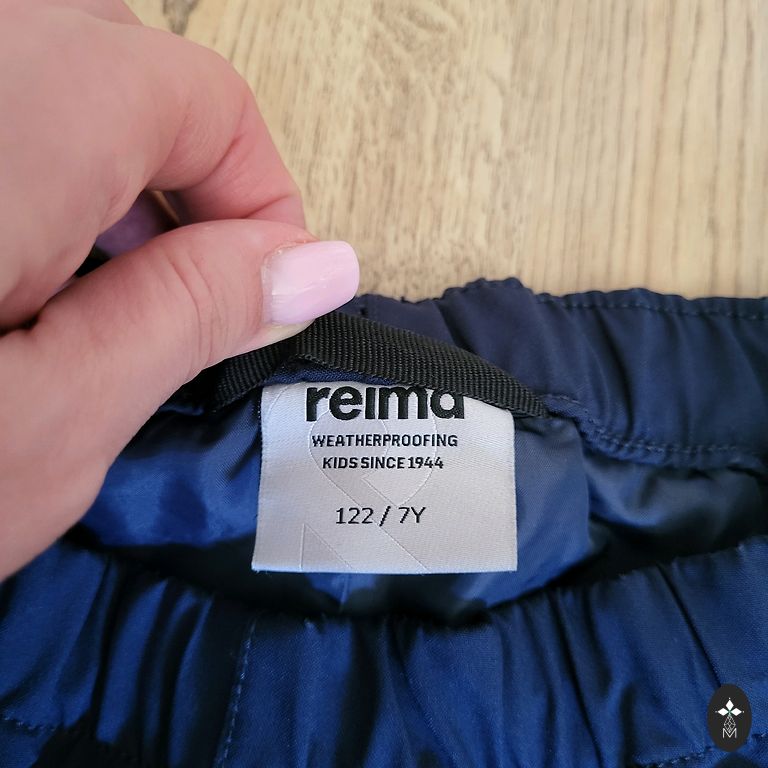 reima
WEATHERPROOFING
KIDS SINCE 1944
122 / 7Y
M